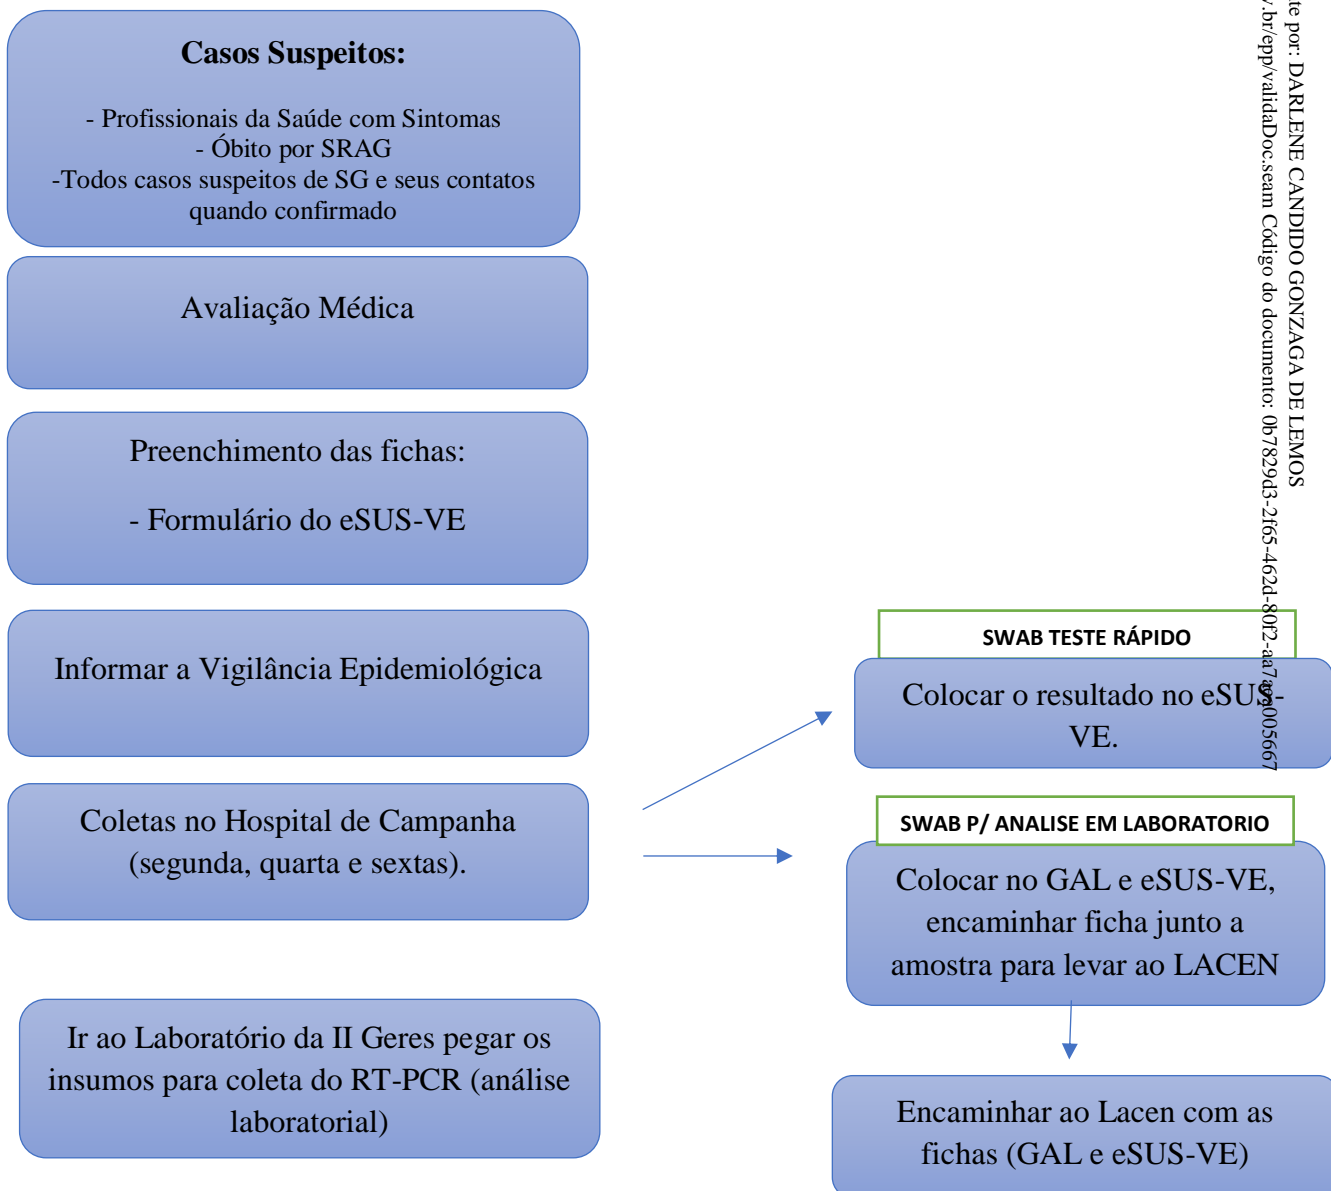 Casos Suspeitos:
- Profissionais da Saúde com Sintomas
- Óbito por SRAG
-Todos casos suspeitos de SG e seus contatos
quando confirmado
Avaliação Médica
Preenchimento das fichas:
- Formulário do eSUS-VE
Informar a Vigilância Epidemiológica
Coletas no Hospital de Campanha
(segunda, quarta e sextas).
Ir ao Laboratório da II Geres pegar os
insumos para coleta do RT-PCR (análise
laboratorial)
SWAB TESTE RÁPIDO
Colocar o resultado no eSUS-
VE.
SWAB P/ ANALISE EM LABORATORIO
Colocar no GAL e eSUS-VE,
encaminhar ficha junto a
amostra para levar ao LACEN
Encaminhar ao Lacen com as
fichas (GAL e eSUS-VE)
te por: DARLENE CANDIDO GONZAGA DE LEMOS
.br/epp/validaDoc.seam Código do documento: